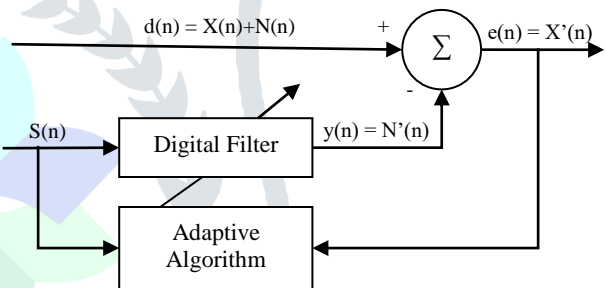 d(n) = X(n)+N(n)
+
Σ
e(n) = X’(n)
-
S(n)
Digital Filter
y(n) = N’(n)
Adaptive
Algorithm